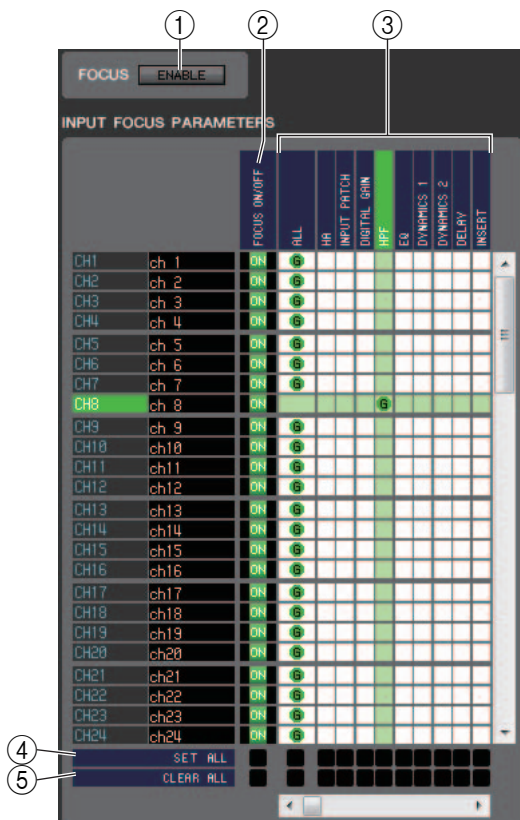 ① ② ③
FOCUS ENABLE
INPUT FOCUS PARAMETERS
FOCUS ON/OFF ALL HA INPUT PATCH DIGITAL GAIN HPF EQ DYNAMICS 1 DYNAMICS 2 DELAY INSERT
CH1 ch 1 ON G
CH2 ch 2 ON G
CH3 ch 3 ON G
CH4 ch 4 ON G
CH5 ch 5 ON G
CH6 ch 6 ON G
CH7 ch 7 ON G
CH8 ch 8 ON G
CH9 ch 9 ON G
CH10 ch10 ON G
CH11 ch11 ON G
CH12 ch12 ON G
CH13 ch13 ON G
CH14 ch14 ON G
CH15 ch15 ON G
CH16 ch16 ON G
CH17 ch17 ON G
CH18 ch18 ON G
CH19 ch19 ON G
CH20 ch20 ON G
CH21 ch21 ON G
CH22 ch22 ON G
CH23 ch23 ON G
CH24 ch24 ON G
④ SET ALL
⑤ CLEAR ALL